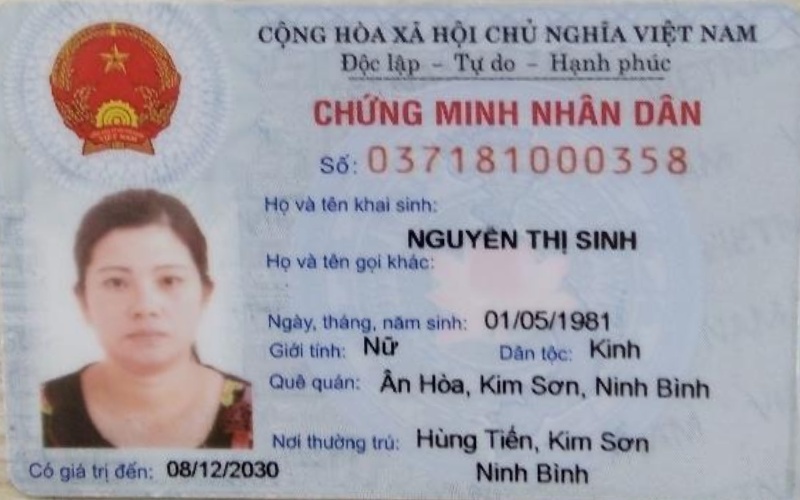 CỘNG HÒA XÃ HỘI CHỦ NGHĨA VIỆT NAM
Độc lập - Tự do - Hạnh phúc
CHỨNG MINH NHÂN DÂN
Số: 037181000358
Họ và tên khai sinh:
NGUYỄN THỊ SINH
Họ và tên gọi khác:
Ngày, tháng, năm sinh: 01/05/1981
Giới tính: Nữ Dân tộc: Kinh
Quê quán: Ân Hòa, Kim Sơn, Ninh Bình
Nơi thường trú: Hùng Tiến, Kim Sơn
Ninh Bình
Có giá trị đến: 08/12/2030